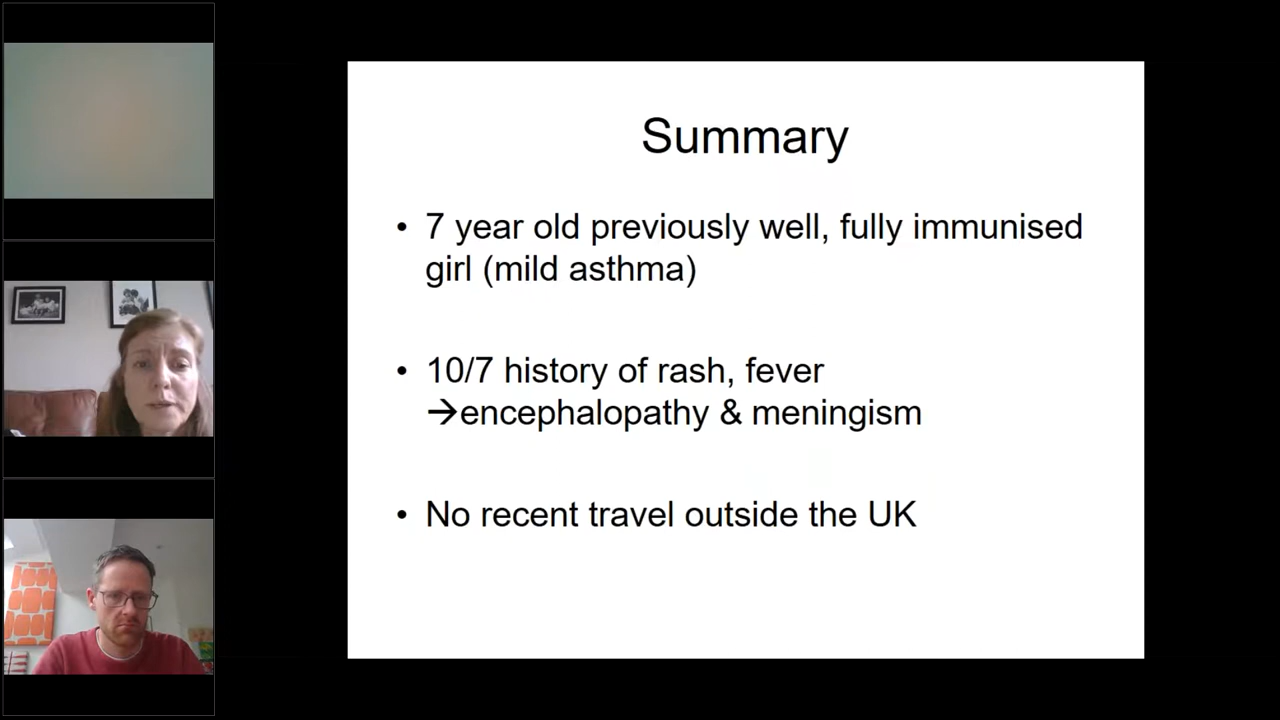 Summary
• 7 year old previously well, fully immunised
girl (mild asthma)
• 10/7 history of rash, fever
→encephalopathy & meningism
• No recent travel outside the UK